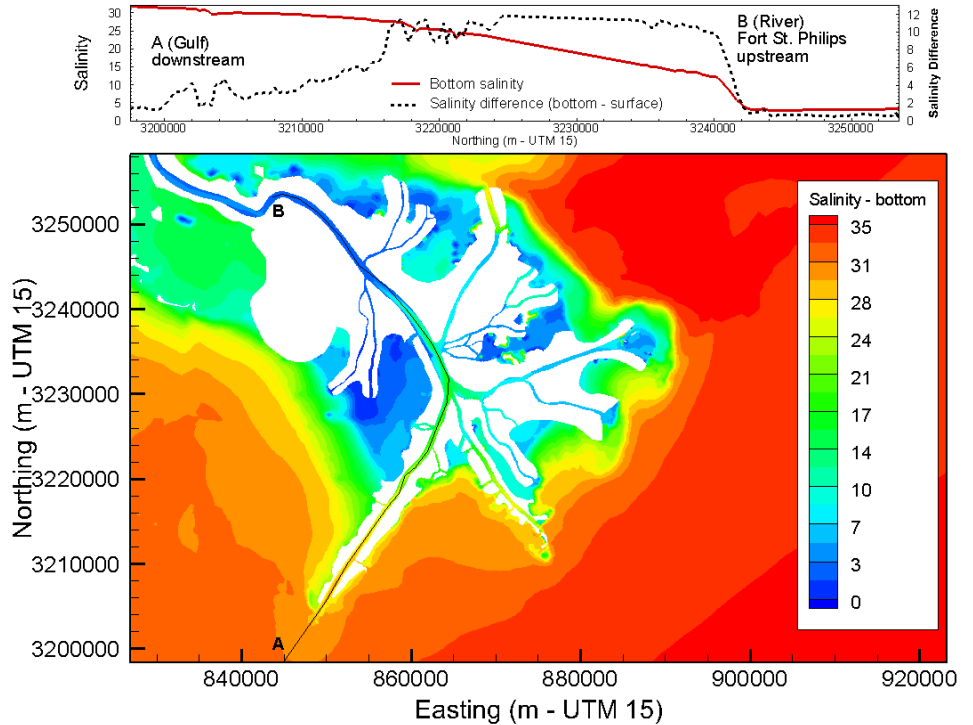 30
25
20
15
10
5
0
Salinity
A (Gulf)
downstream
B (River)
Fort St. Philips
upstream
Bottom salinity
Salinity difference (bottom - surface)
12
10
8
6
4
2
0
Salinity Difference
3200000 3210000 3220000 3230000 3240000 3250000
Northing (m - UTM 15)
3250000
3240000
3230000
3220000
3210000
3200000
Northing (m - UTM 15)
B
A
Salinity - bottom
35
31
28
24
21
17
14
10
7
3
0
840000 860000 880000 900000 920000
Easting (m - UTM 15)